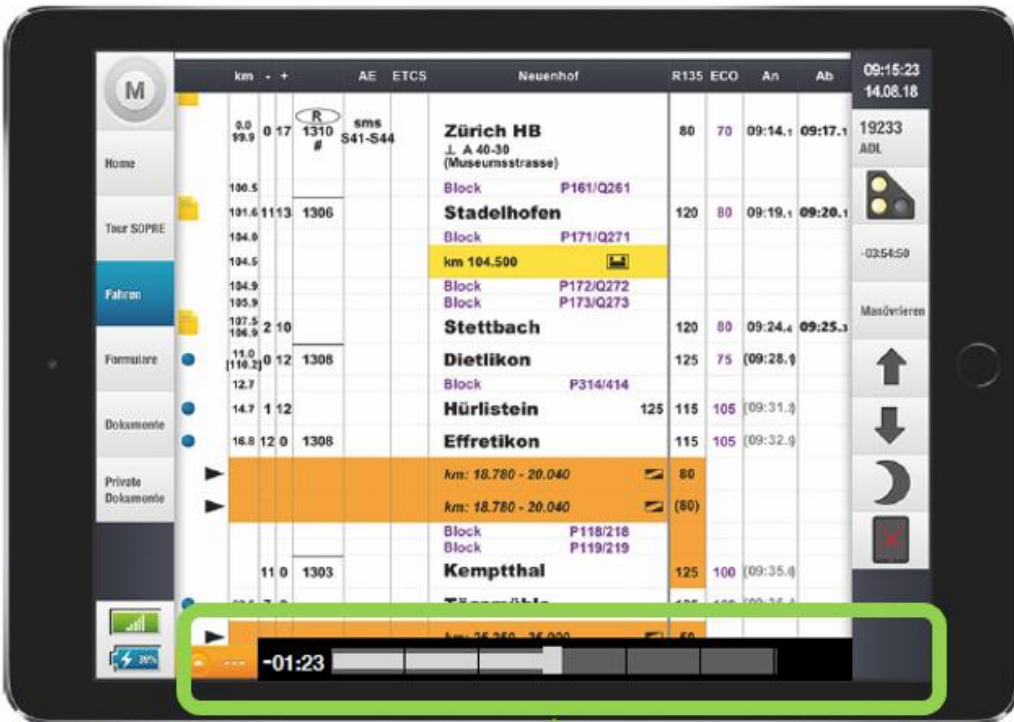 M
Home
Tour SOPRE
Fahren
Formulare
Dokumente
Private
Dokumente
39%
km - + AE ETCS Neuenhof R135 ECO An Ab
0.0
99.9 0 17 R 1310 # sms S41-S44 Zürich HB 80 70 09:14.1 09:17.1
⊥ A 40-30
(Museumsstrasse)
100.5 Block P161/Q261
101.6 11 13 1306 Stadelhofen 120 80 09:19.1 09:20.1
104.0 Block P171/Q271
104.5 km 104.500
104.9 Block P172/Q272
105.9 Block P173/Q273
107.5
106.9 2 10 Stettbach 120 80 09:24.4 09:25.3
11.0
[110.2] 0 12 1306 Dietlikon 125 75 (09:28.1)
12.7 Block P314/414
14.7 1 12 Hürlistein 125 115 105 (09:31.)
16.8 12 0 1306 Effretikon 115 105 (09:32.)
km: 18.780 - 20.040 80
km: 18.780 - 20.040 (80)
Block P118/218
Block P119/219
11 0 1303 Kemptthal 125 100 (09:35.)
-01:23
09:15:23
14.08.18
19233
ADL
-03:54:50
Manövrieren